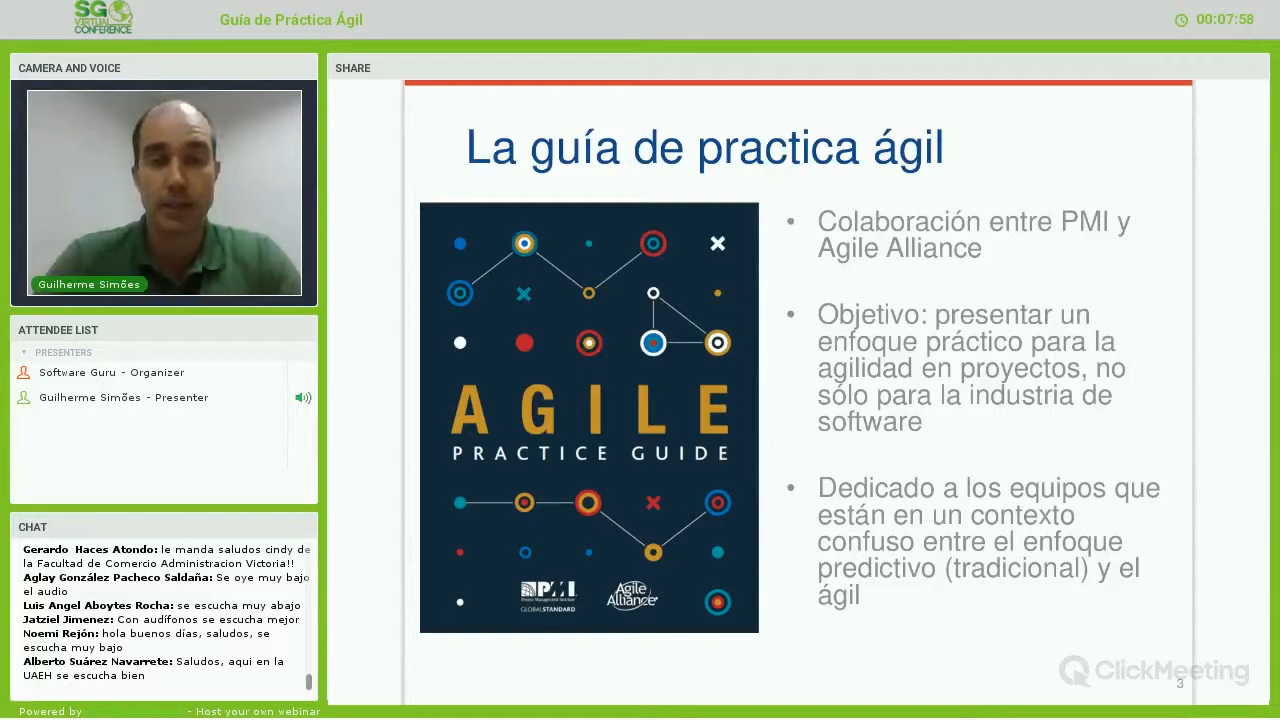 SG
VIRTUAL
CONFERENCE
Guía de Práctica Ágil
00:07:58
CAMERA AND VOICE
Guilherme Simões
ATTENDEE LIST
PRESENTERS
Software Guru - Organizer
Guilherme Simões - Presenter
CHAT
Gerardo Haces Atondo: le manda saludos cindy de
la Facultad de Comercio Administracion Victoria!!
Aglay González Pacheco Saldaña: Se oye muy bajo
el audio
Luis Angel Aboytes Rocha: se escucha muy abajo
Jatziel Jimenez: Con audífonos se escucha mejor
Noemi Rejón: hola buenos días, saludos, se
escucha muy bajo
Alberto Suárez Navarrete: Saludos, aqui en la
UAEH se escucha bien
Powered by - Host your own webinar
SHARE
La guía de practica ágil
AGILE
PRACTICE GUIDE
PMI
Project Management Institute
GLOBAL STANDARD
Agile
Alliance
• Colaboración entre PMI y
Agile Alliance
• Objetivo: presentar un
enfoque práctico para la
agilidad en proyectos, no
sólo para la industria de
software
• Dedicado a los equipos que
están en un contexto
confuso entre el enfoque
predictivo (tradicional) y el
ágil
ClickMeeting
3